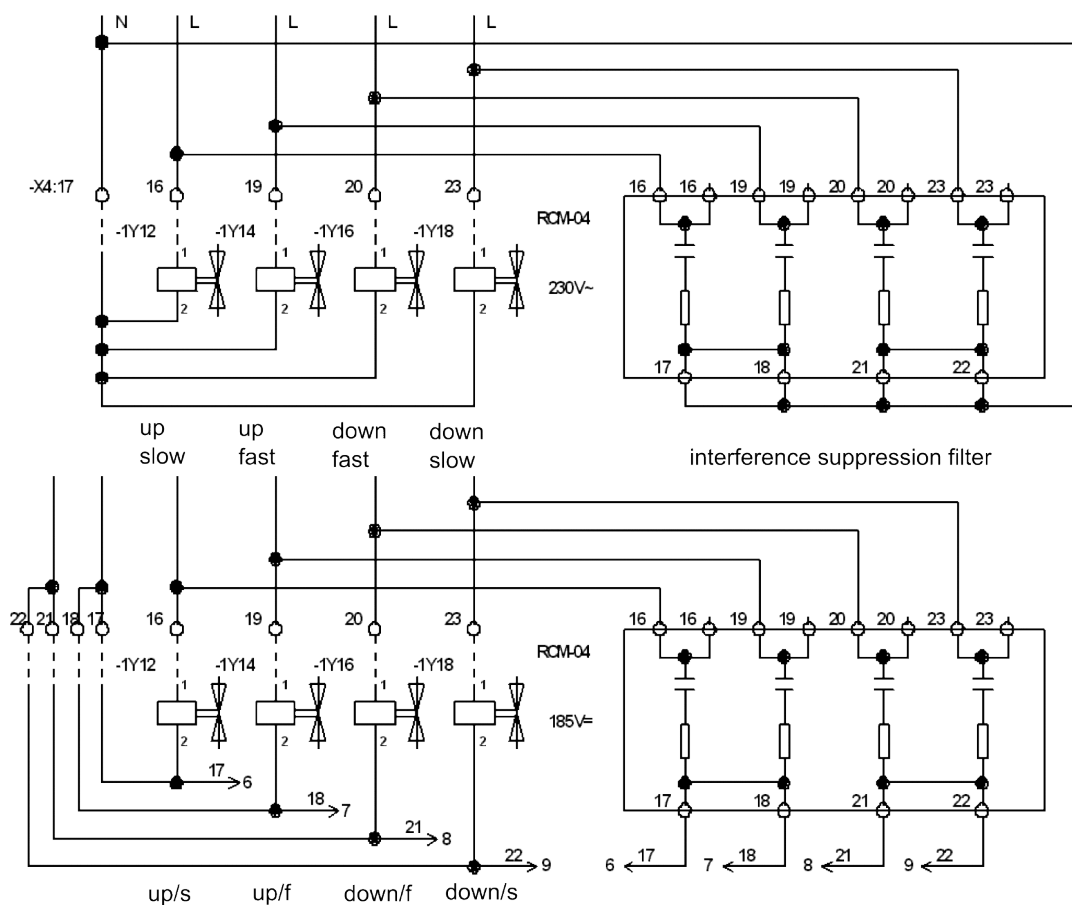 N L L L L
-X4:17 16 19 20 23
16 16 19 19 20 20 23 23
-1Y12 -1Y14 -1Y16 -1Y18
RCM-04
1 1 1 1
230V~
2 2 2 2
17 18 21 22
up slow
up fast
down fast
down slow
interference suppression filter
22 21 18 17 16 19 20 23
16 16 19 19 20 20 23 23
-1Y12 -1Y14 -1Y16 -1Y18
RCM-04
1 1 1 1
185V=
2 2 2 2
17 6
18 7
21 8
22 9
17 18 21 22
6 17 7 18 8 21 9 22
up/s up/f down/f down/s